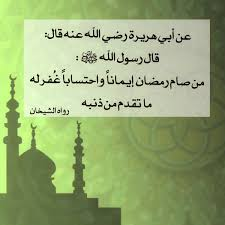 عن أبي هريرة رضي الله عنه قال:
قال رسول الله ﷺ :
من صام رمضان إيماناً واحتساباً غُفر له
ما تقدم من ذنبه
رواه الشيخان